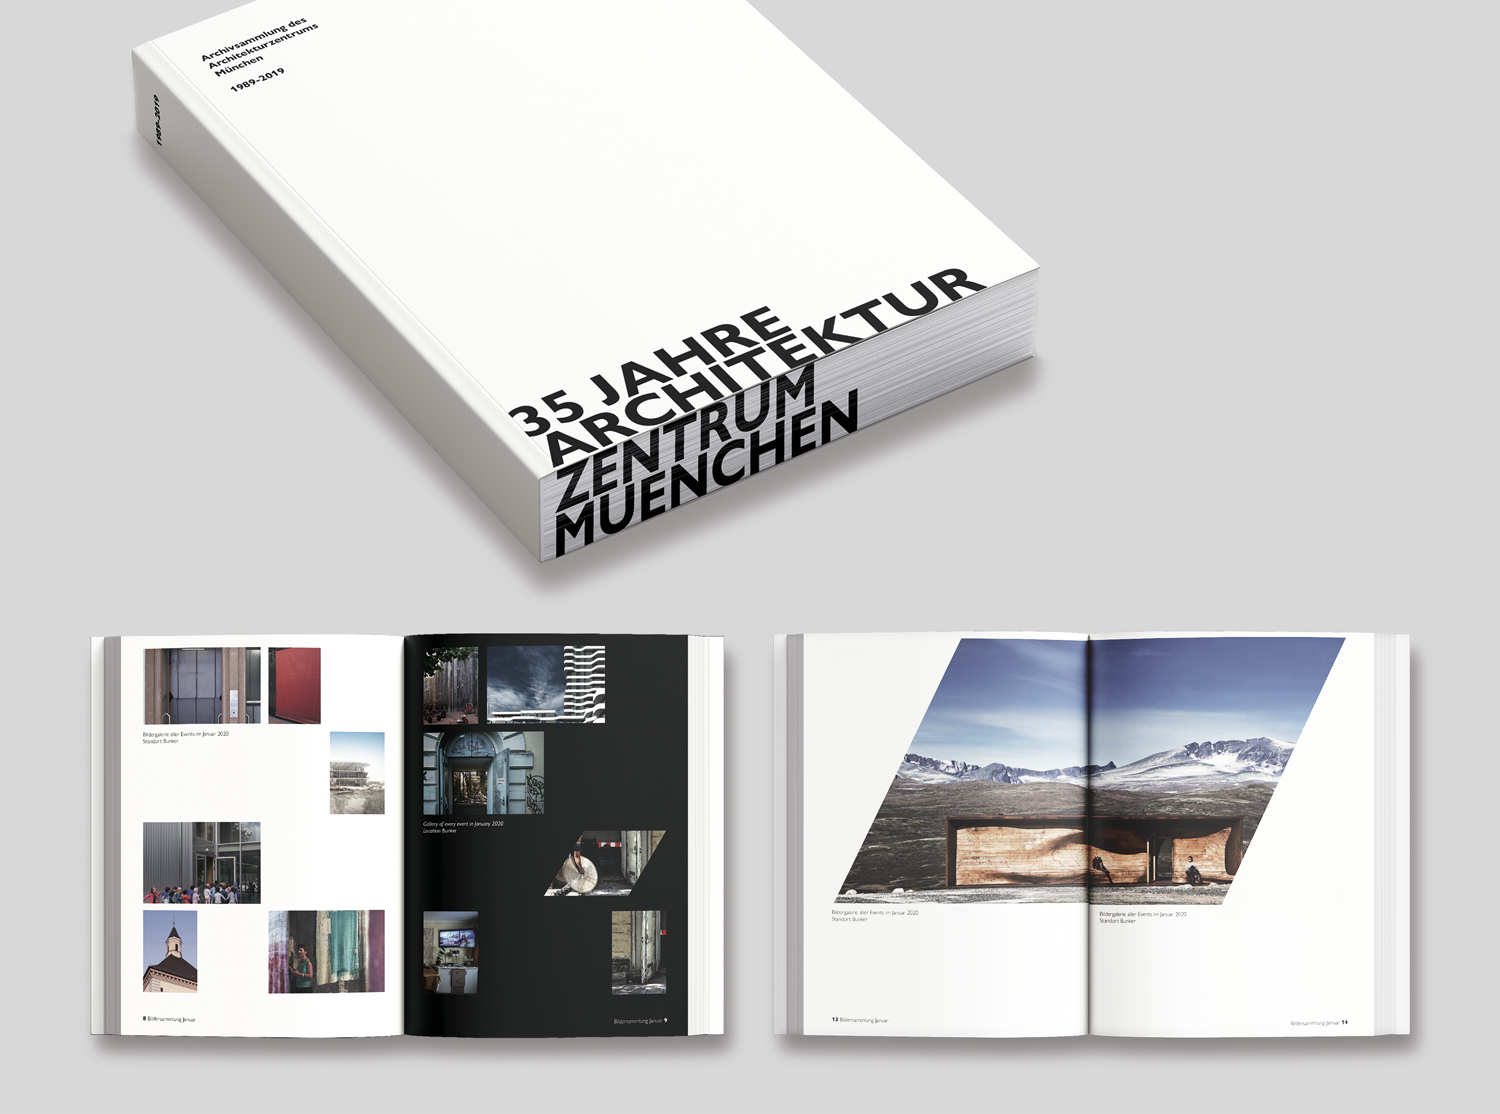 Archivsammlung des
Architekturzentrums
München
1989–2019
1989–2019
35 JAHRE
ARCHITEKTUR
ZENTRUM
MUENCHEN
Bildergalerie aller Events im Januar 2020
Standort Bunker
Gallery of every event in January 2020
Location Bunker
8 Bildersammlung Januar
Bildersammlung Januar 9
Bildergalerie aller Events im Januar 2020
Standort Bunker
Bildergalerie aller Events im Januar 2020
Standort Bunker
13 Bildersammlung Januar
Bildersammlung Januar 14